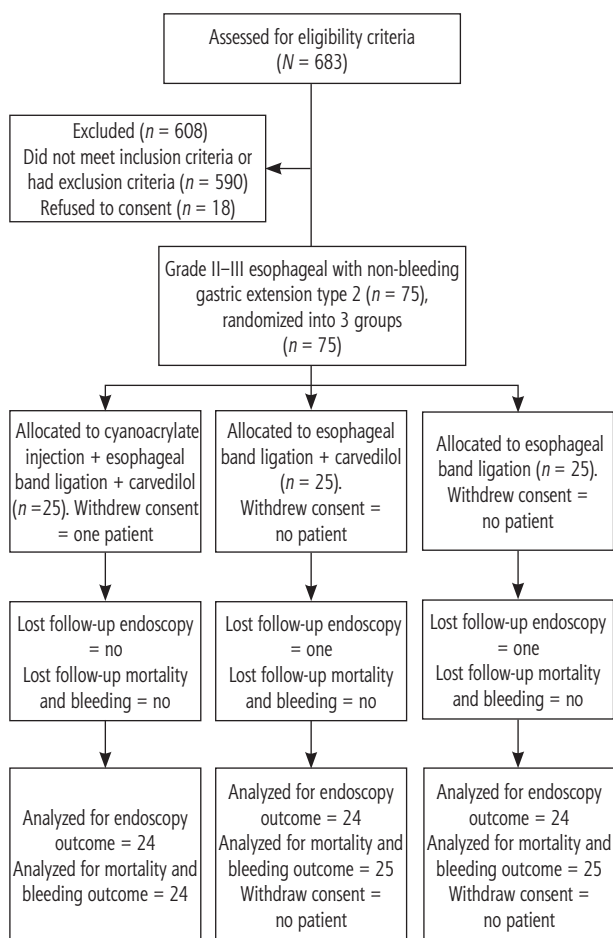 Assessed for eligibility criteria
(N = 683)
Excluded (n = 608)
Did not meet inclusion criteria or
had exclusion criteria (n = 590)
Refused to consent (n = 18)
Grade II–III esophageal with non-bleeding
gastric extension type 2 (n = 75),
randomized into 3 groups
(n = 75)
Allocated to cyanoacrylate
injection + esophageal
band ligation + carvedilol
(n =25). Withdrew consent
= one patient
Allocated to esophageal
band ligation + carvedilol
(n = 25).
Withdrew consent =
no patient
Allocated to esophageal
band ligation (n = 25).
Withdrew consent =
no patient
Lost follow-up endoscopy
= no
Lost follow-up mortality
and bleeding = no
Lost follow-up endoscopy
= one
Lost follow-up mortality
and bleeding = no
Lost follow-up endoscopy
= one
Lost follow-up mortality
and bleeding = no
Analyzed for endoscopy
outcome = 24
Analyzed for mortality and
bleeding outcome = 24
Analyzed for endoscopy
outcome = 24
Analyzed for mortality and
bleeding outcome = 25
Withdraw consent =
no patient
Analyzed for endoscopy
outcome = 24
Analyzed for mortality and
bleeding outcome = 25
Withdraw consent =
no patient